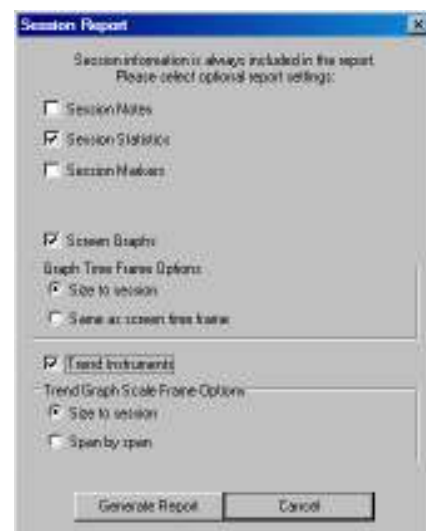 Session Report
Session information is always included in the report.
Please select optional report settings:
Session Notes
Session Statistics
Session Markers
Screen Graphs
Graph Time Frame Options
Size to session
Same as screen time frame
Trend Instruments
Trend Graph Scale Frame Options
Size to session
Span by span
Generate Report
Cancel